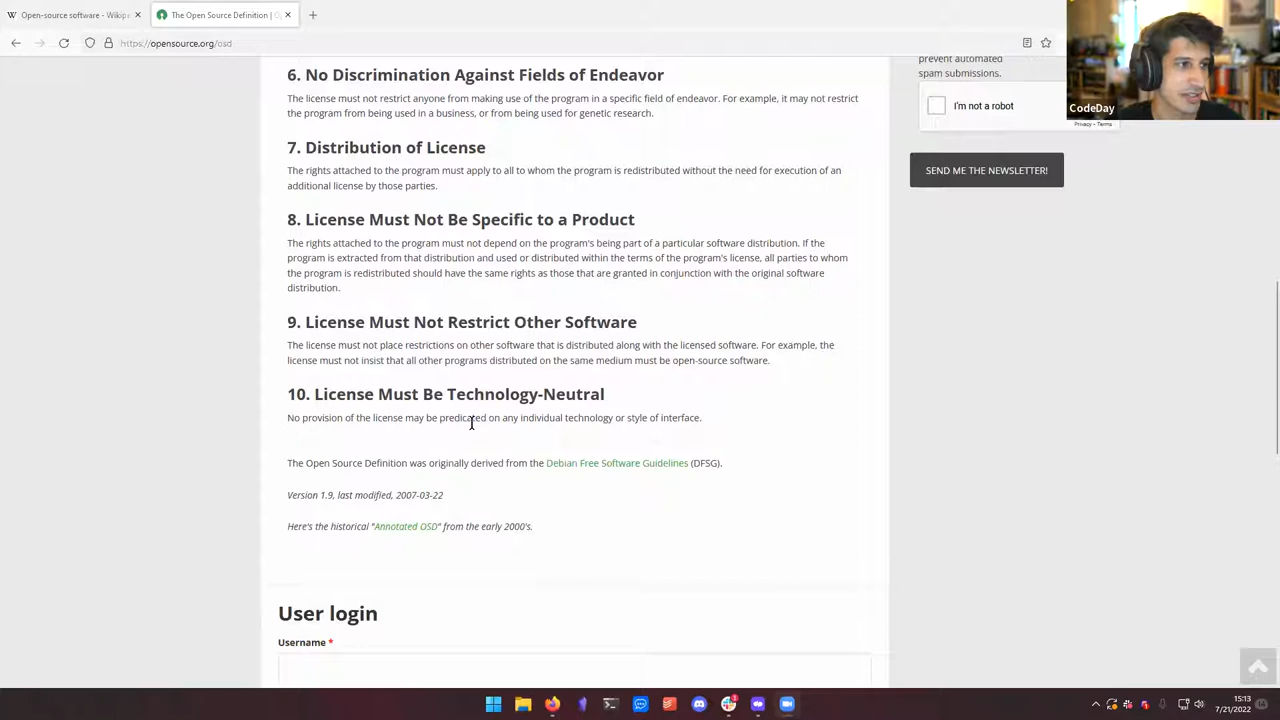 Open-source software - Wikipe
The Open Source Definition | O
https://opensource.org/osd
prevent automated
spam submissions.
I'm not a robot
Privacy - Terms
SEND ME THE NEWSLETTER!
CodeDay
6. No Discrimination Against Fields of Endeavor
The license must not restrict anyone from making use of the program in a specific field of endeavor. For example, it may not restrict
the program from being used in a business, or from being used for genetic research.
7. Distribution of License
The rights attached to the program must apply to all to whom the program is redistributed without the need for execution of an
additional license by those parties.
8. License Must Not Be Specific to a Product
The rights attached to the program must not depend on the program's being part of a particular software distribution. If the
program is extracted from that distribution and used or distributed within the terms of the program's license, all parties to whom
the program is redistributed should have the same rights as those that are granted in conjunction with the original software
distribution.
9. License Must Not Restrict Other Software
The license must not place restrictions on other software that is distributed along with the licensed software. For example, the
license must not insist that all other programs distributed on the same medium must be open-source software.
10. License Must Be Technology-Neutral
No provision of the license may be predicated on any individual technology or style of interface.
The Open Source Definition was originally derived from the Debian Free Software Guidelines (DFSG).
Version 1.9, last modified, 2007-03-22
Here's the historical "Annotated OSD" from the early 2000's.
User login
Username *
15:13
7/21/2022